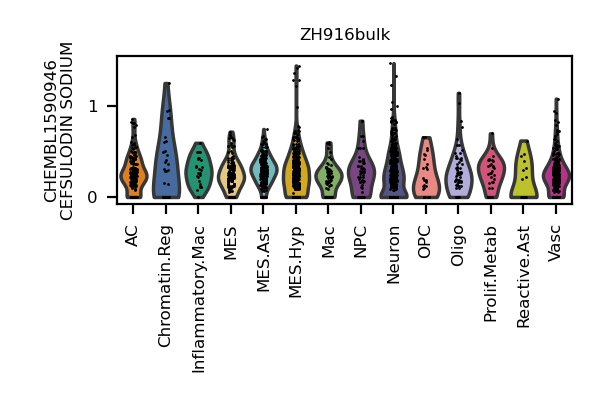 ZH916bulk
CHEMBL1590946
CEFSULODIN SODIUM
1
0
AC
Chromatin.Reg
Inflammatory.Mac
MES
MES.Ast
MES.Hyp
Mac
NPC
Neuron
OPC
Oligo
Prolif.Metab
Reactive.Ast
Vasc